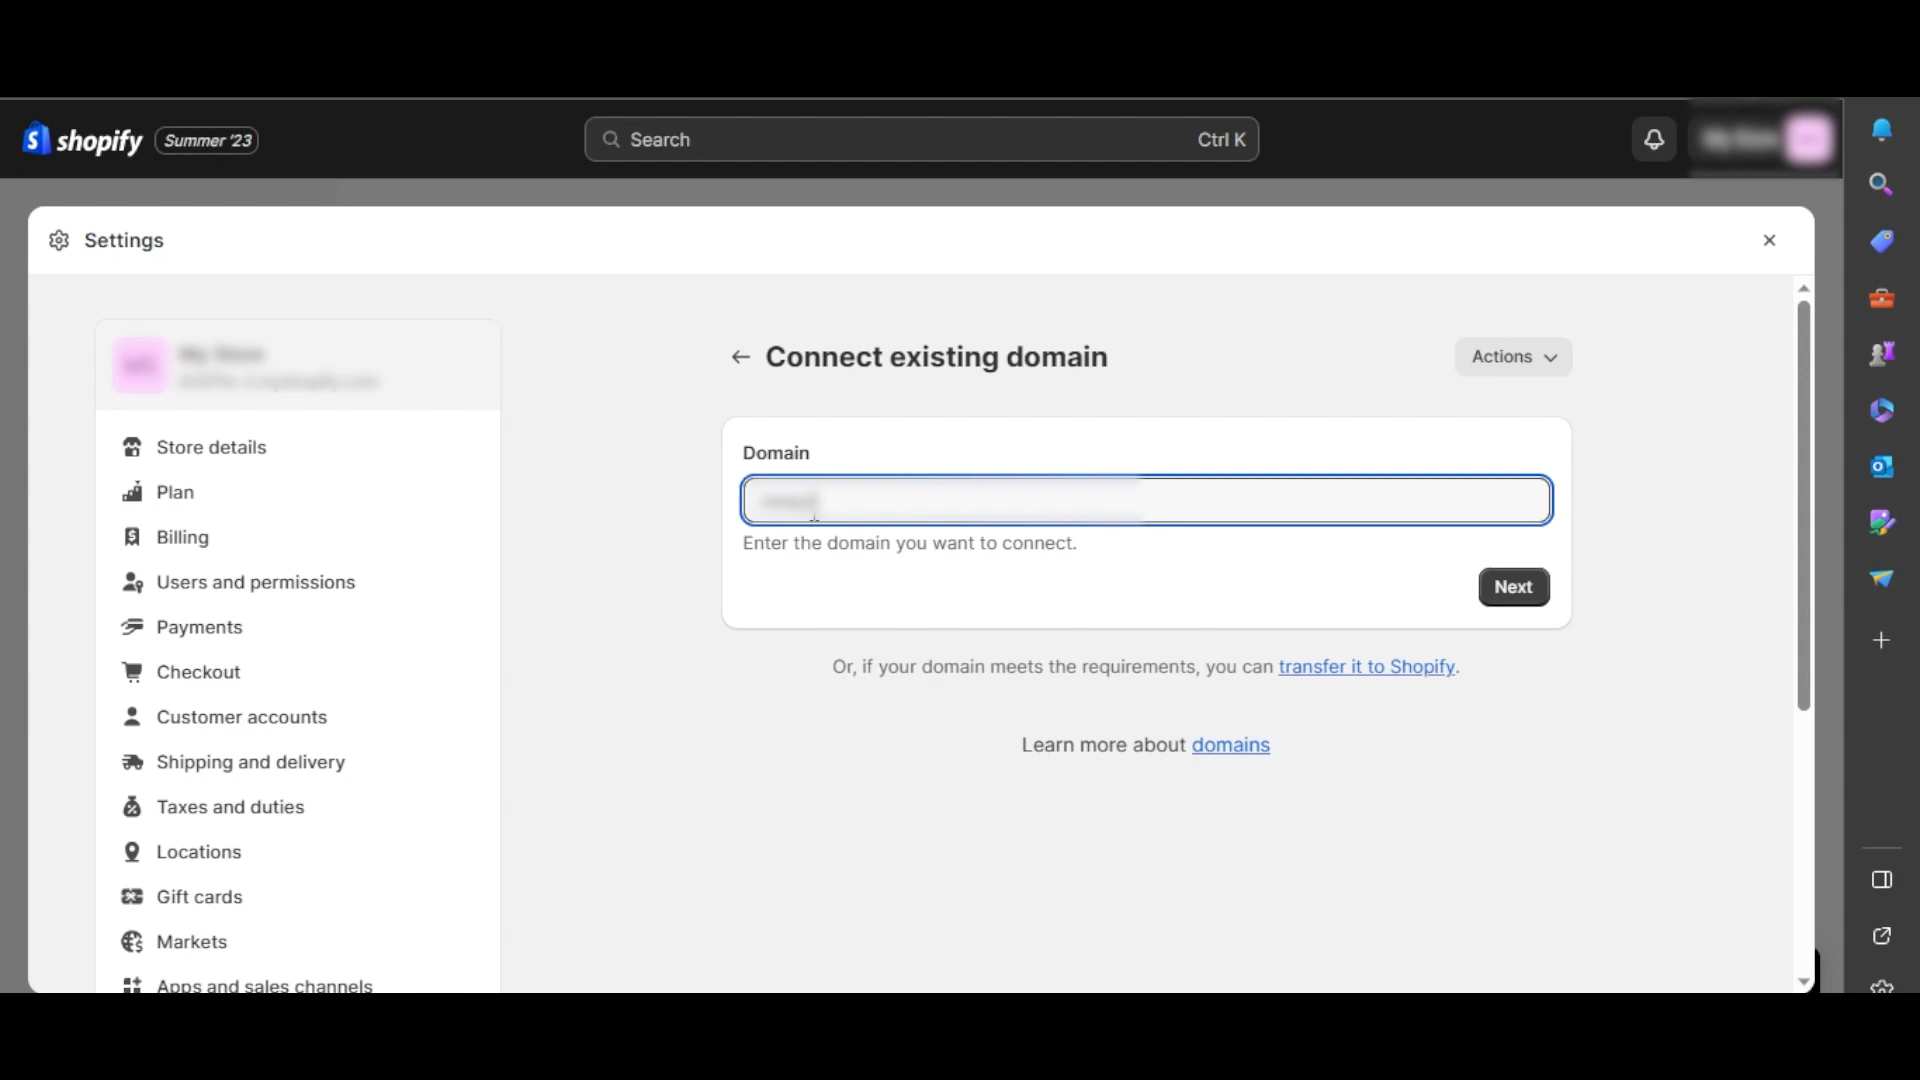 shopify Summer '23
Search Ctrl K
Settings
Store details
Plan
Billing
Users and permissions
Payments
Checkout
Customer accounts
Shipping and delivery
Taxes and duties
Locations
Gift cards
Markets
Apps and sales channels
Connect existing domain
Actions
Domain
Enter the domain you want to connect.
Next
Or, if your domain meets the requirements, you can transfer it to Shopify.
Learn more about domains